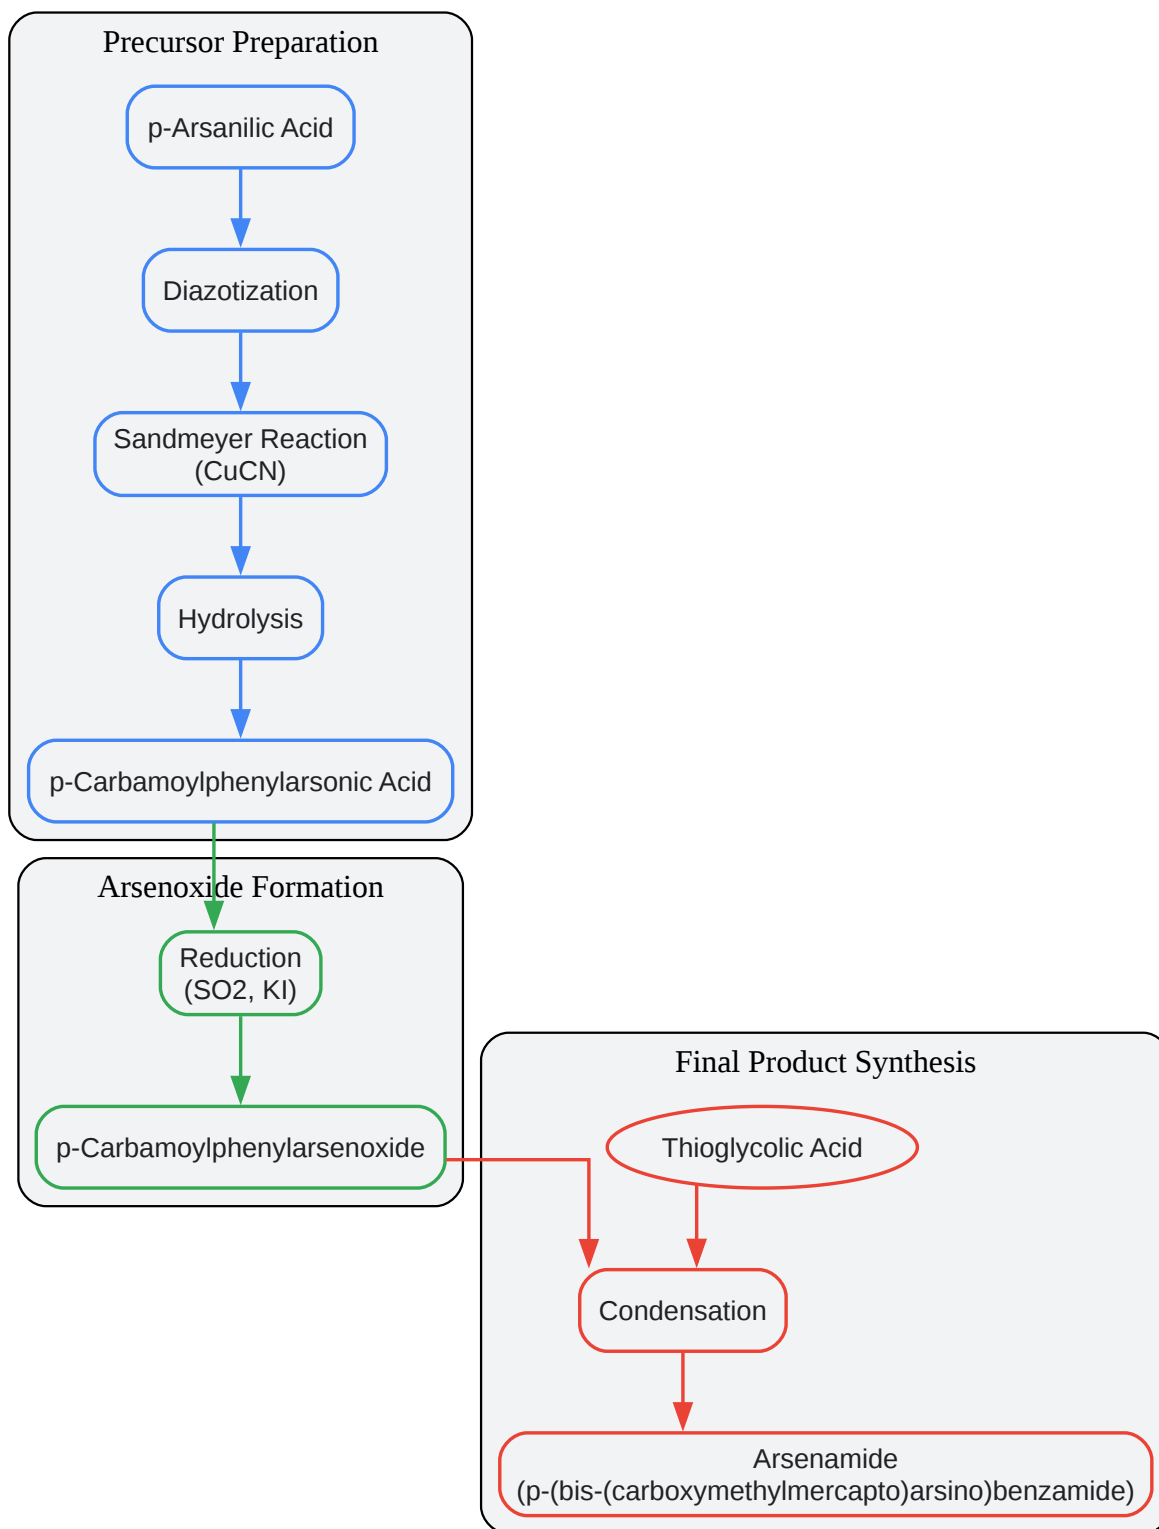 Precursor Preparation
p-Arsanilic Acid
Diazotization
Sandmeyer Reaction
(CuCN)
Hydrolysis
p-Carbamoylphenylarsonic Acid
Arsenoxide Formation
Reduction
(SO2, KI)
p-Carbamoylphenylarsenoxide
Final Product Synthesis
Thioglycolic Acid
Condensation
Arsenamide
(p-(bis-(carboxymethylmercapto)arsino)benzamide)